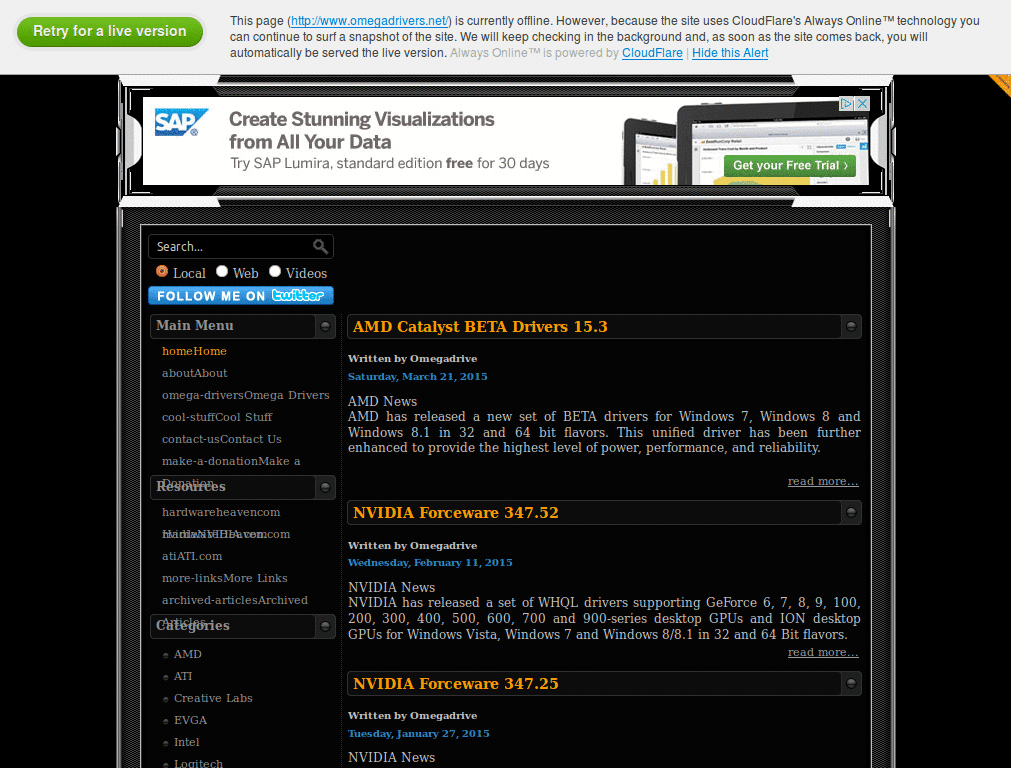 Retry for a live version
This page (http://www.omegadrivers.net/) is currently offline. However, because the site uses CloudFlare's Always Online™ technology you
can continue to surf a snapshot of the site. We will keep checking in the background and, as soon as the site comes back, you will
automatically be served the live version. Always Online™ is powered by CloudFlare | Hide this Alert
SAP®
Create Stunning Visualizations
from All Your Data
Try SAP Lumira, standard edition free for 30 days
Get your Free Trial ›
Search...
Local Web Videos
FOLLOW ME ON twitter
Main Menu
homeHome
aboutAbout
omega-driversOmega Drivers
cool-stuffCool Stuff
contact-usContact Us
make-a-donationMake a
Donation
Resources
hardwareheavencom
atiATI.com
more-linksMore Links
archived-articlesArchived
Articles
Categories
AMD
ATI
Creative Labs
EVGA
Intel
Logitech
AMD Catalyst BETA Drivers 15.3
Written by Omegadrive
Saturday, March 21, 2015
AMD News
AMD has released a new set of BETA drivers for Windows 7, Windows 8 and
Windows 8.1 in 32 and 64 bit flavors. This unified driver has been further
enhanced to provide the highest level of power, performance, and reliability.
read more...
NVIDIA Forceware 347.52
Written by Omegadrive
Wednesday, February 11, 2015
NVIDIA News
NVIDIA has released a set of WHQL drivers supporting GeForce 6, 7, 8, 9, 100,
200, 300, 400, 500, 600, 700 and 900-series desktop GPUs and ION desktop
GPUs for Windows Vista, Windows 7 and Windows 8/8.1 in 32 and 64 Bit flavors.
read more...
NVIDIA Forceware 347.25
Written by Omegadrive
Tuesday, January 27, 2015
NVIDIA News